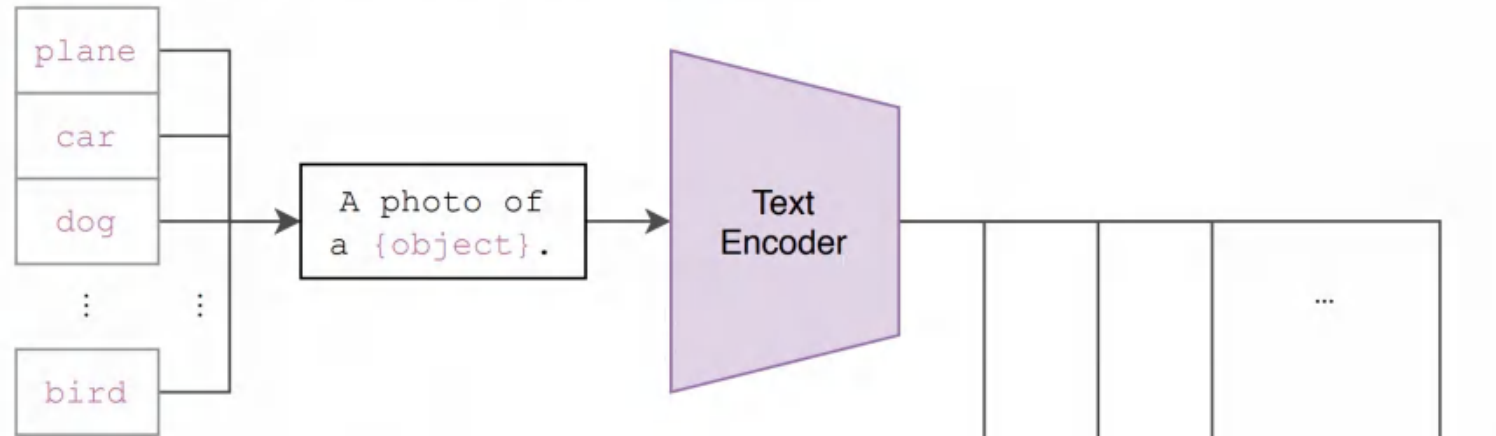 plane
car
dog
⋮ ⋮
bird
A photo of
a {object}.
Text
Encoder
...